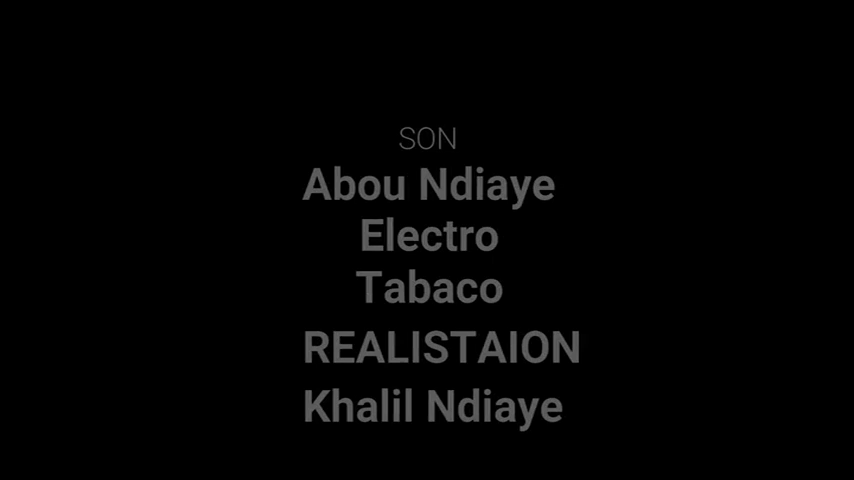 SON
Abou Ndiaye
Electro
Tabaco
REALISTAION
Khalil Ndiaye